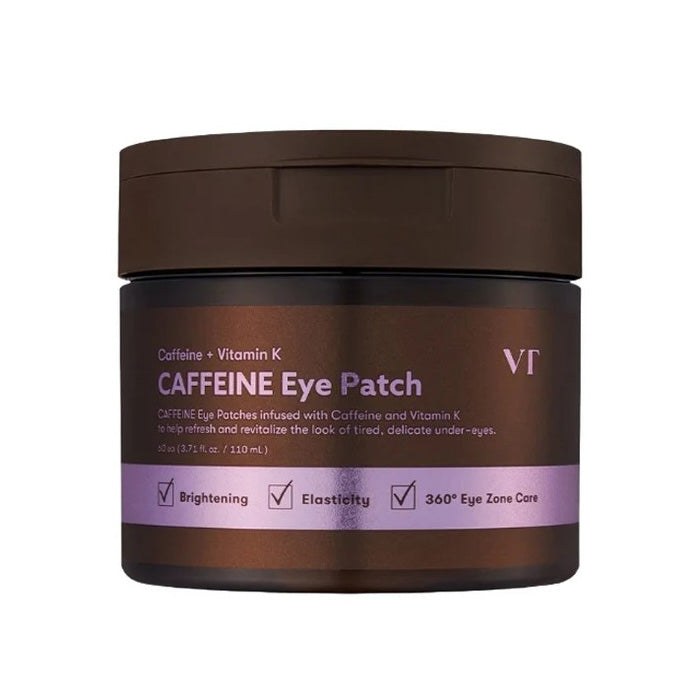 Caffeine + Vitamin K
VT
CAFFEINE Eye Patch
CAFFEINE Eye Patches infused with Caffeine and Vitamin K
to help refresh and revitalize the look of tired, delicate under-eyes.
60 ea (3.71 fl. oz. / 110 mL)
Brightening Elasticity 360° Eye Zone Care